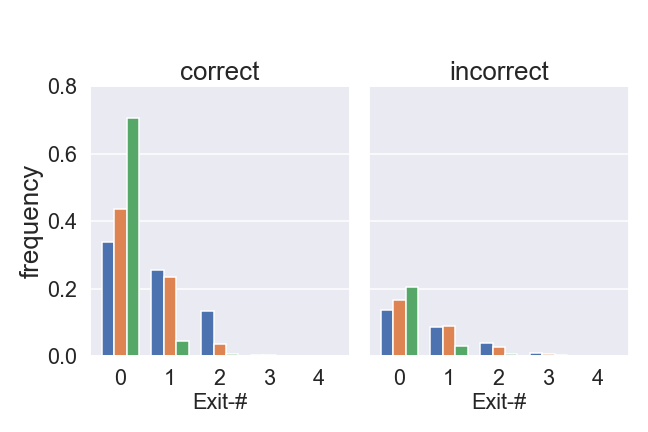 correct
incorrect
frequency
0.8
0.6
0.4
0.2
0.0
0 1 2 3 4
Exit-#
0 1 2 3 4
Exit-#